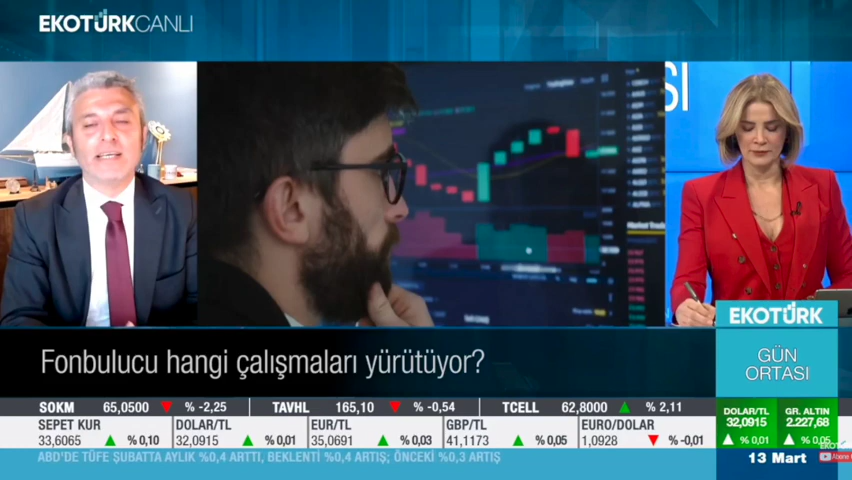 EKOTÜRK CANLI
Fonbulucu hangi çalışmaları yürütüyor?
EKOTÜRK
GÜN
ORTASI
SOKM 65,0500 % -2,25 TAVHL 165,10 % -0,54 TCELL 62,8000 % 2,11
SEPET KUR DOLAR/TL EUR/TL GBP/TL EURO/DOLAR
33,6065 % 0,10 32,0915 % 0,01 35,0691 % 0,03 41,1173 % 0,05 1,0928 % -0,01
DOLAR/TL GR. ALTIN
32,0915 2.227,68
% 0,01 % 0,05
ABD'DE TÜFE ŞUBATTA AYLIK %0,4 ARTTI, BEKLENTİ %0,4 ARTIŞ; ÖNCEKİ %0,3 ARTIŞ
13 Mart